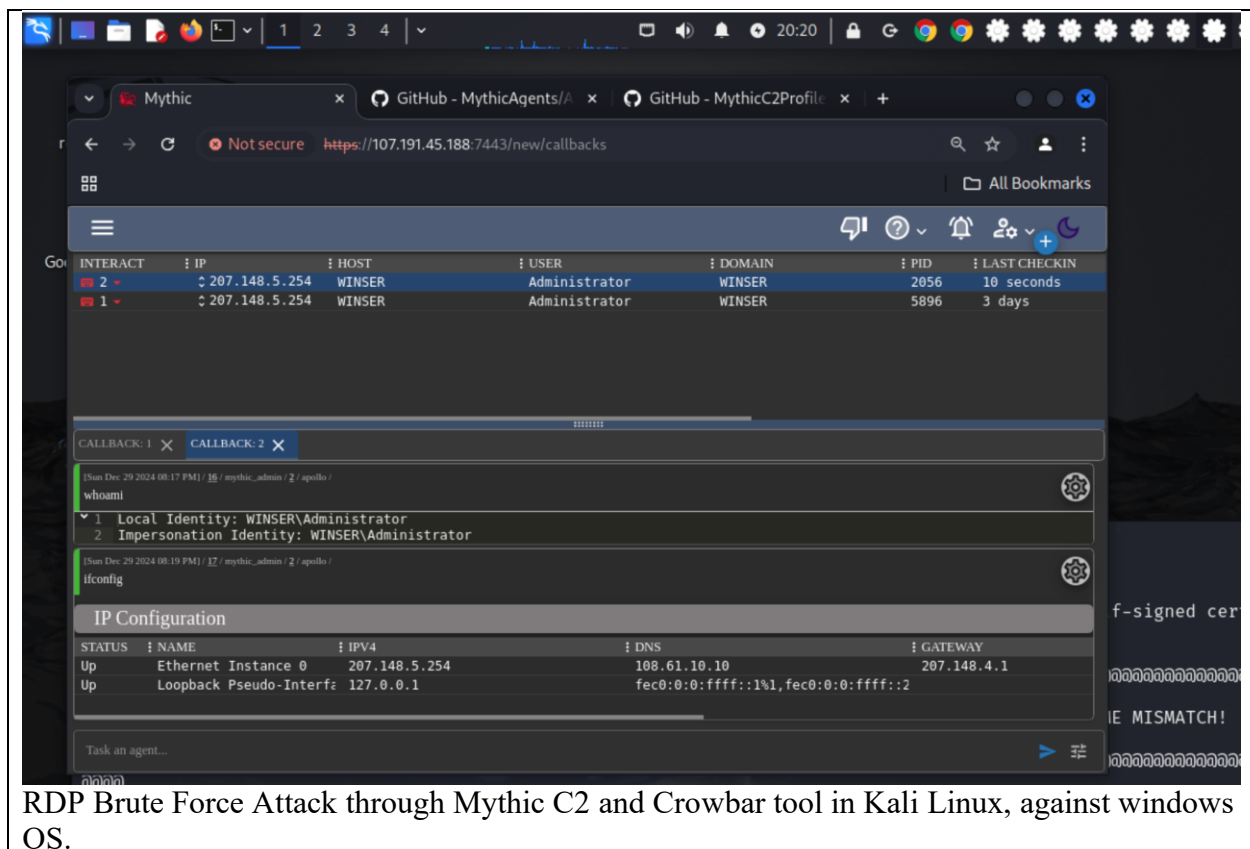 1 2 3 4 20:20
Mythic GitHub - MythicAgents/A GitHub - MythicC2Profile
Not secure https://107.191.45.188:7443/new/callbacks
All Bookmarks
INTERACT IP HOST USER DOMAIN PID LAST CHECKIN
2 207.148.5.254 WINSER Administrator WINSER 2056 10 seconds
1 207.148.5.254 WINSER Administrator WINSER 5896 3 days
CALLBACK: 1 CALLBACK: 2
[Sun Dec 29 2024 08:17 PM] / 16 / mythic_admin / 2 / apollo /
whoami
1 Local Identity: WINSER\Administrator
2 Impersonation Identity: WINSER\Administrator
[Sun Dec 29 2024 08:19 PM] / 17 / mythic_admin / 2 / apollo /
ifconfig
IP Configuration
f-signed cer
STATUS NAME IPV4 DNS GATEWAY
Up Ethernet Instance 0 207.148.5.254 108.61.10.10 207.148.4.1
Up Loopback Pseudo-Interfa 127.0.0.1 fec0:0:0:ffff::1%1,fec0:0:0:ffff::2
ME MISMATCH!
Task an agent...
RDP Brute Force Attack through Mythic C2 and Crowbar tool in Kali Linux, against windows
OS.